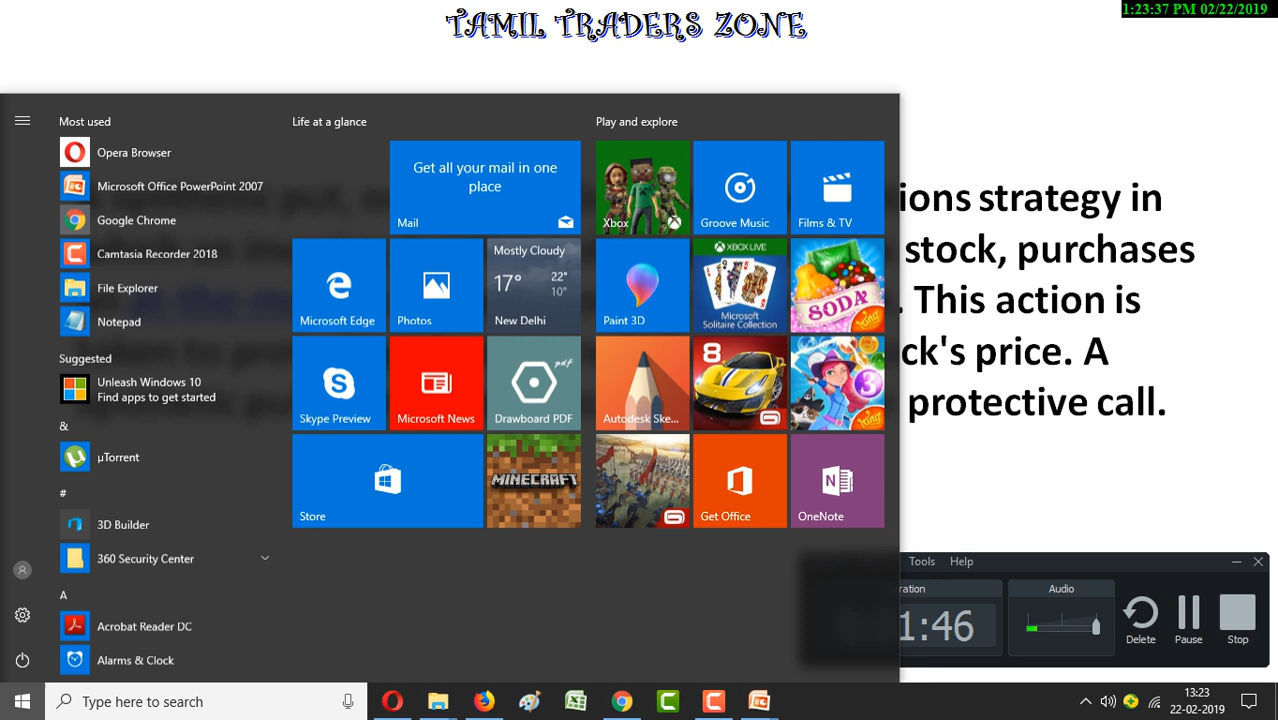 1:23:37 PM 02/22/2019
TAMIL TRADERS ZONE
Most used
Opera Browser
Microsoft Office PowerPoint 2007
Google Chrome
Camtasia Recorder 2018
File Explorer
Notepad
Suggested
Unleash Windows 10
Find apps to get started
&
µTorrent
#
3D Builder
360 Security Center
A
Acrobat Reader DC
Alarms & Clock
Life at a glance
Get all your mail in one
place
Mail
Microsoft Edge
Photos
Mostly Cloudy
17° 22°
10°
New Delhi
Skype Preview
Microsoft News
pdf
Drawboard PDF
Store
MINECRAFT
Play and explore
Xbox
Groove Music
Films & TV
Paint 3D
XBOX LIVE
Microsoft
Solitaire Collection
SODA
King
Autodesk Ske...
8
3
King
Get Office
OneNote
ions strategy in
stock, purchases
. This action is
ck's price. A
protective call.
Tools Help
ration
1:46
Audio
Delete
Pause
Stop
Type here to search
13:23
22-02-2019